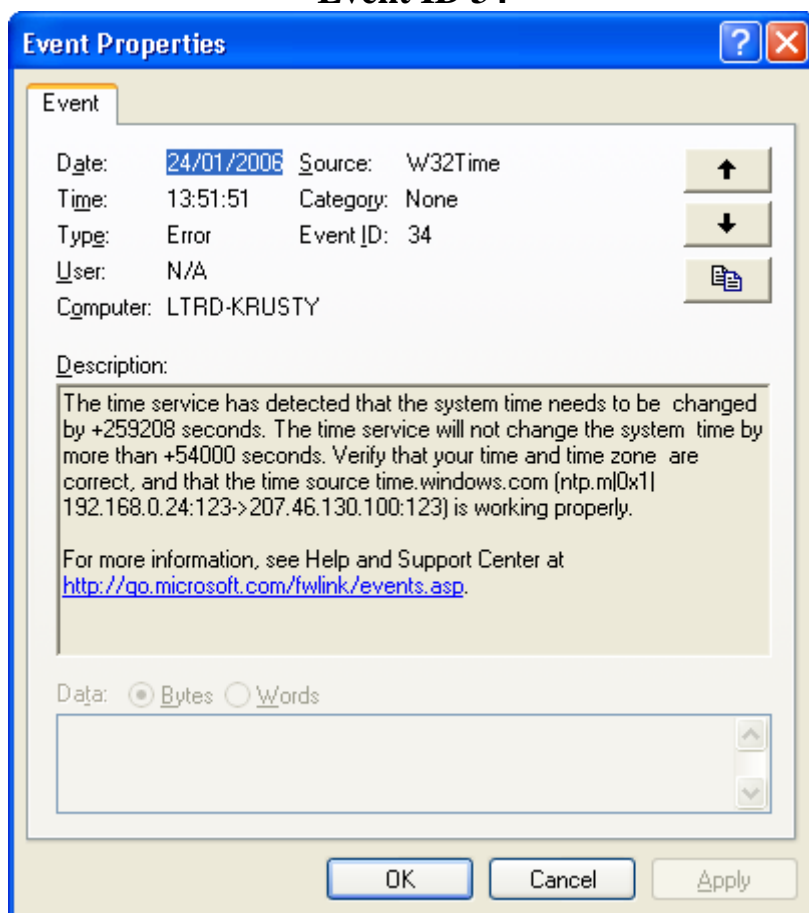 Event Properties
Event
Date: 24/01/2006 Source: W32Time
Time: 13:51:51 Category: None
Type: Error Event ID: 34
User: N/A
Computer: LTRD-KRUSTY
Description:
The time service has detected that the system time needs to be changed
by +259208 seconds. The time service will not change the system time by
more than +54000 seconds. Verify that your time and time zone are
correct, and that the time source time.windows.com (ntp.m|0x1|
192.168.0.24:123->207.46.130.100:123) is working properly.
For more information, see Help and Support Center at
http://go.microsoft.com/fwlink/events.asp.
Data: Bytes Words
OK Cancel Apply